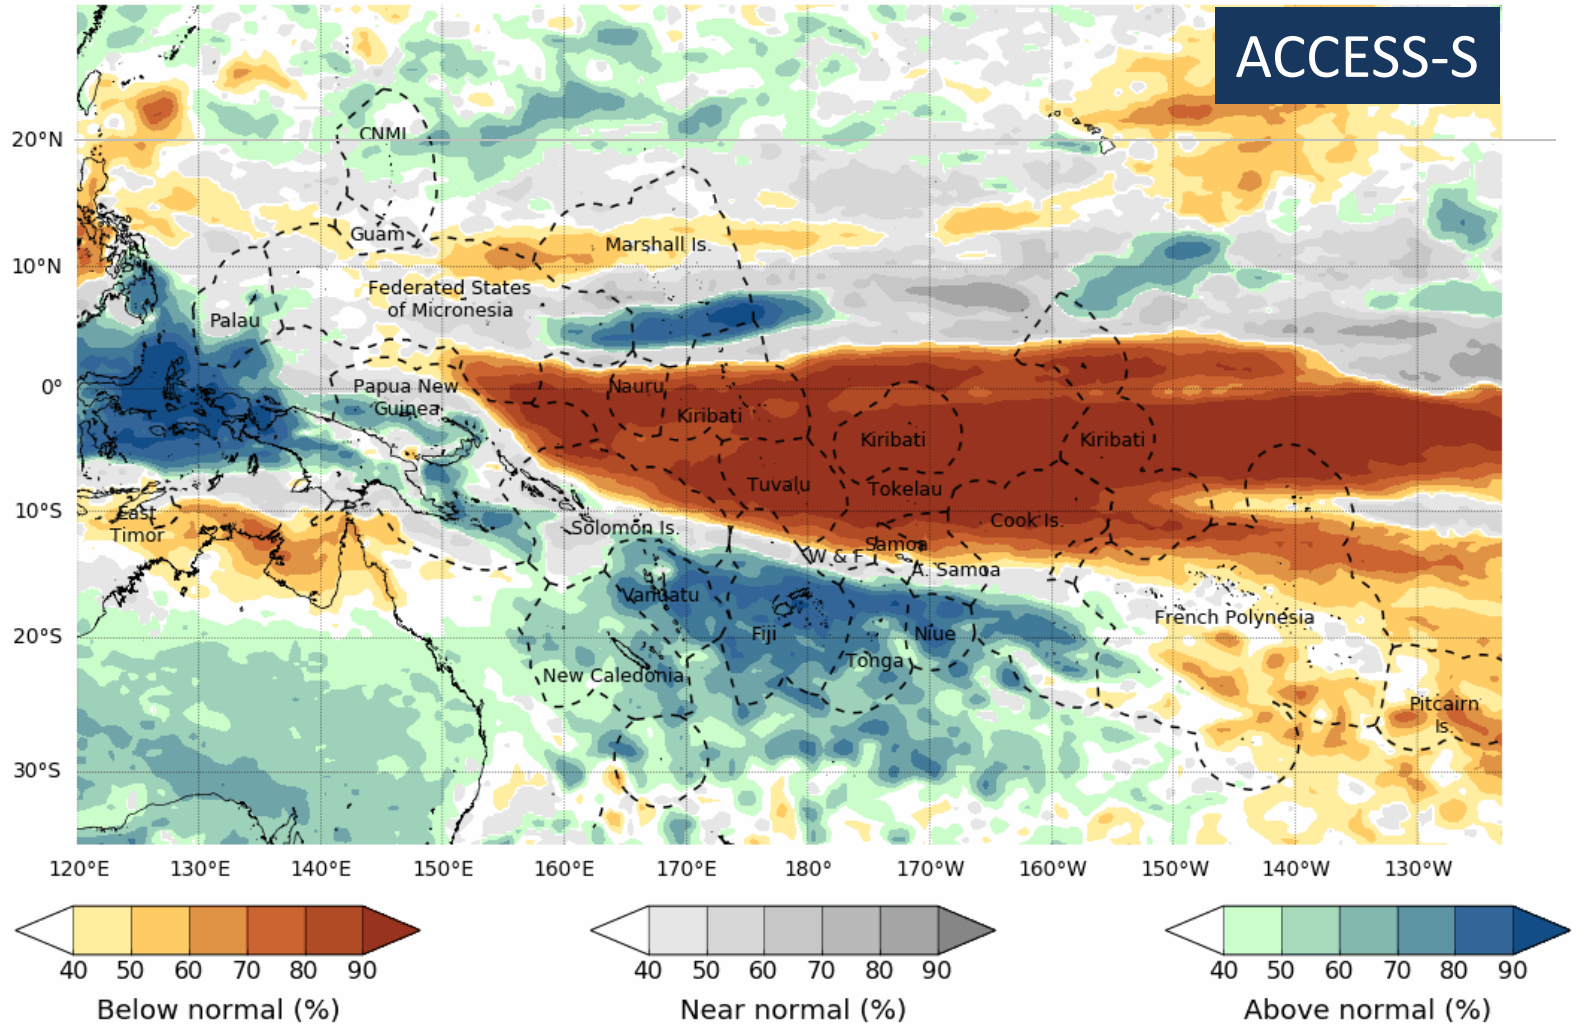 ACCESS-S
CNMI
20°N
Guam
Marshall Is.
10°N
Federated States
of Micronesia
Palau
0°
Papua New
Guinea
Nauru
Kiribati
Kiribati
Kiribati
Tuvalu
Tokelau
10°S
East
Timor
Solomon Is.
Cook Is.
Samoa
W & F
A. Samoa
Vanuatu
French Polynesia
20°S
Fiji
Niue
Tonga
New Caledonia
Pitcairn
Is.
30°S
120°E 130°E 140°E 150°E 160°E 170°E 180° 170°W 160°W 150°W 140°W 130°W
40 50 60 70 80 90
Below normal (%)
40 50 60 70 80 90
Near normal (%)
40 50 60 70 80 90
Above normal (%)